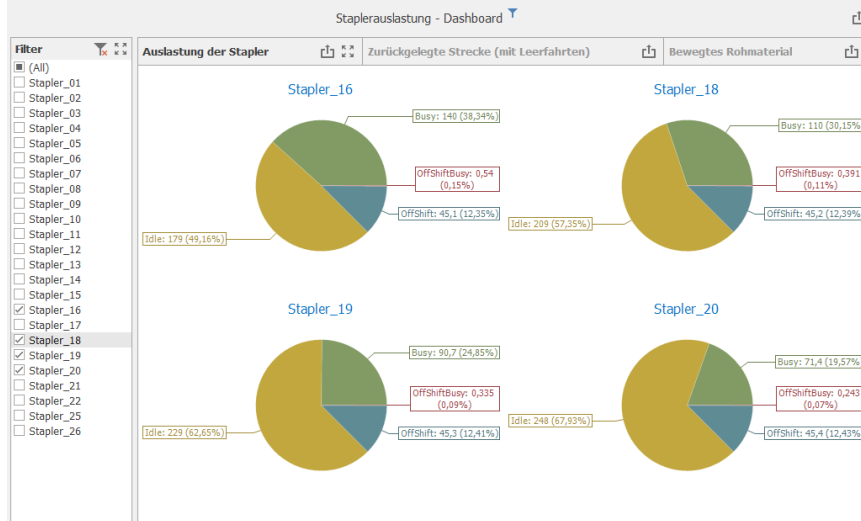 Staplerauslastung - Dashboard
Filter
(All)
Stapler_01
Stapler_02
Stapler_03
Stapler_04
Stapler_05
Stapler_06
Stapler_07
Stapler_08
Stapler_09
Stapler_10
Stapler_11
Stapler_12
Stapler_13
Stapler_14
Stapler_15
Stapler_16
Stapler_17
Stapler_18
Stapler_19
Stapler_20
Stapler_21
Stapler_22
Stapler_25
Stapler_26
Auslastung der Stapler
Zurückgelegte Strecke (mit Leerfahrten)
Bewegtes Rohmaterial
Stapler_16
Busy: 140 (38,34%)
OffShiftBusy: 0,54
(0,15%)
OffShift: 45,1 (12,35%)
Idle: 179 (49,16%)
Stapler_18
Busy: 110 (30,15%
OffShiftBusy: 0,391
(0,11%)
OffShift: 45,2 (12,39%
Idle: 209 (57,35%)
Stapler_19
Busy: 90,7 (24,85%)
OffShiftBusy: 0,335
(0,09%)
OffShift: 45,3 (12,41%)
Idle: 229 (62,65%)
Stapler_20
Busy: 71,4 (19,57%
OffShiftBusy: 0,243
(0,07%)
OffShift: 45,4 (12,43%
Idle: 248 (67,93%)